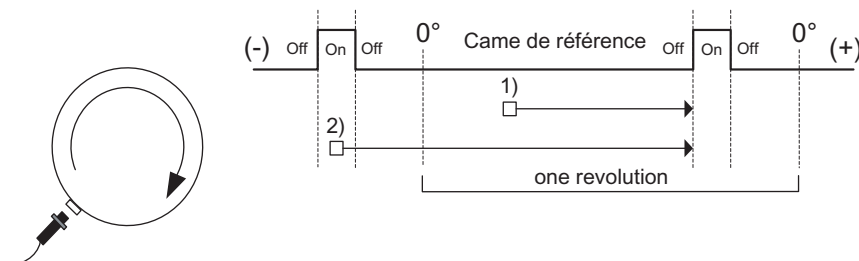 (-) Off On Off 0° Came de référence Off On Off 0° (+)
1)
2)
one revolution